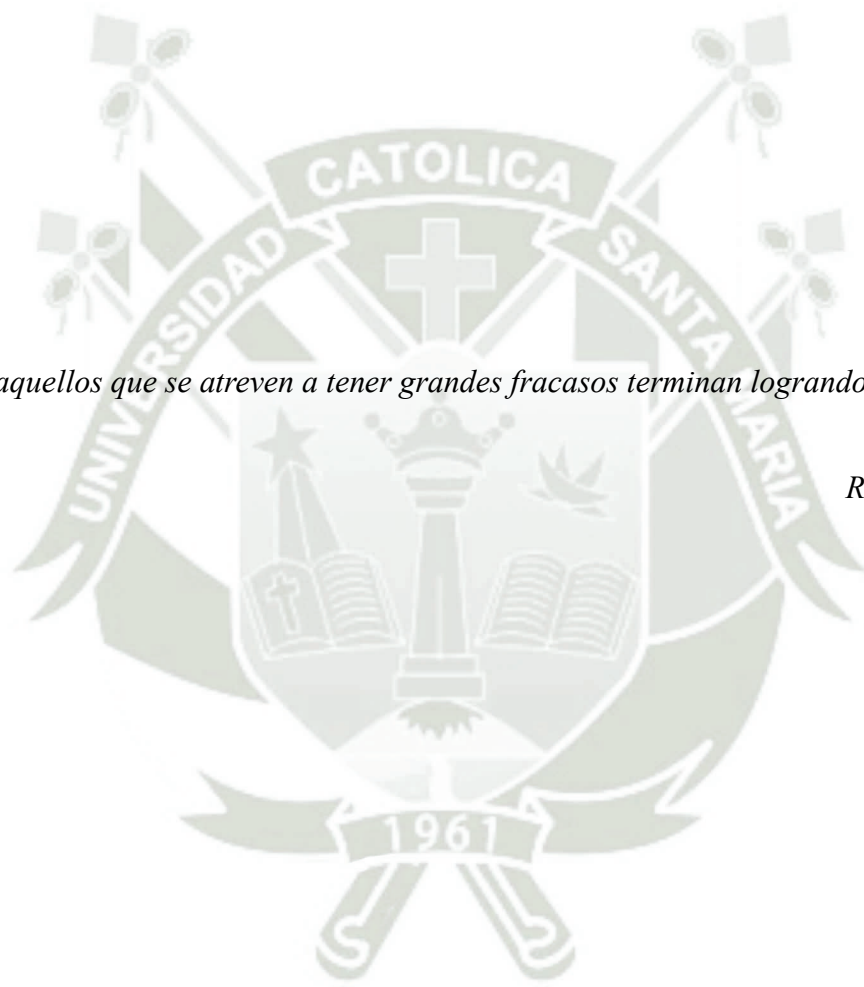 CATOLICA
UNIVERSIDAD
SANTA MARIA
aquellos que se atreven a tener grandes fracasos terminan logrando
R
1961